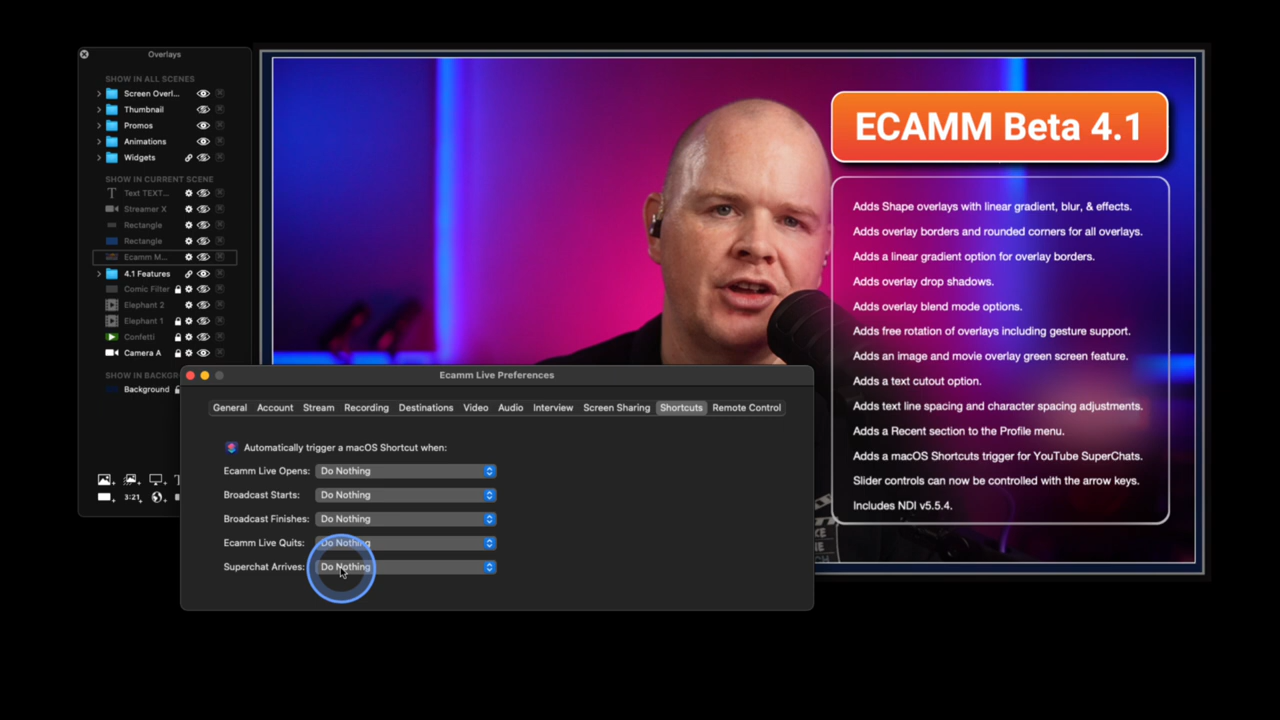 Overlays
SHOW IN ALL SCENES
Screen Overl...
Thumbnail
Promos
Animations
Widgets
SHOW IN CURRENT SCENE
Text TEXT...
Streamer X
Rectangle
Rectangle
Ecamm M...
4.1 Features
Comic Filter
Elephant 2
Elephant 1
Confetti
Camera A
SHOW IN BACKGR
Background
3:21
ECAMM Beta 4.1
Adds Shape overlays with linear gradient, blur, & effects.
Adds overlay borders and rounded corners for all overlays.
Adds a linear gradient option for overlay borders.
Adds overlay drop shadows.
Adds overlay blend mode options.
Adds free rotation of overlays including gesture support.
Adds an image and movie overlay green screen feature.
Adds a text cutout option.
Adds text line spacing and character spacing adjustments.
Adds a Recent section to the Profile menu.
Adds a macOS Shortcuts trigger for YouTube SuperChats.
Slider controls can now be controlled with the arrow keys.
Includes NDI v5.5.4.
Ecamm Live Preferences
General Account Stream Recording Destinations Video Audio Interview Screen Sharing Shortcuts Remote Control
Automatically trigger a macOS Shortcut when:
Ecamm Live Opens: Do Nothing
Broadcast Starts: Do Nothing
Broadcast Finishes: Do Nothing
Ecamm Live Quits: Do Nothing
Superchat Arrives: Do Nothing